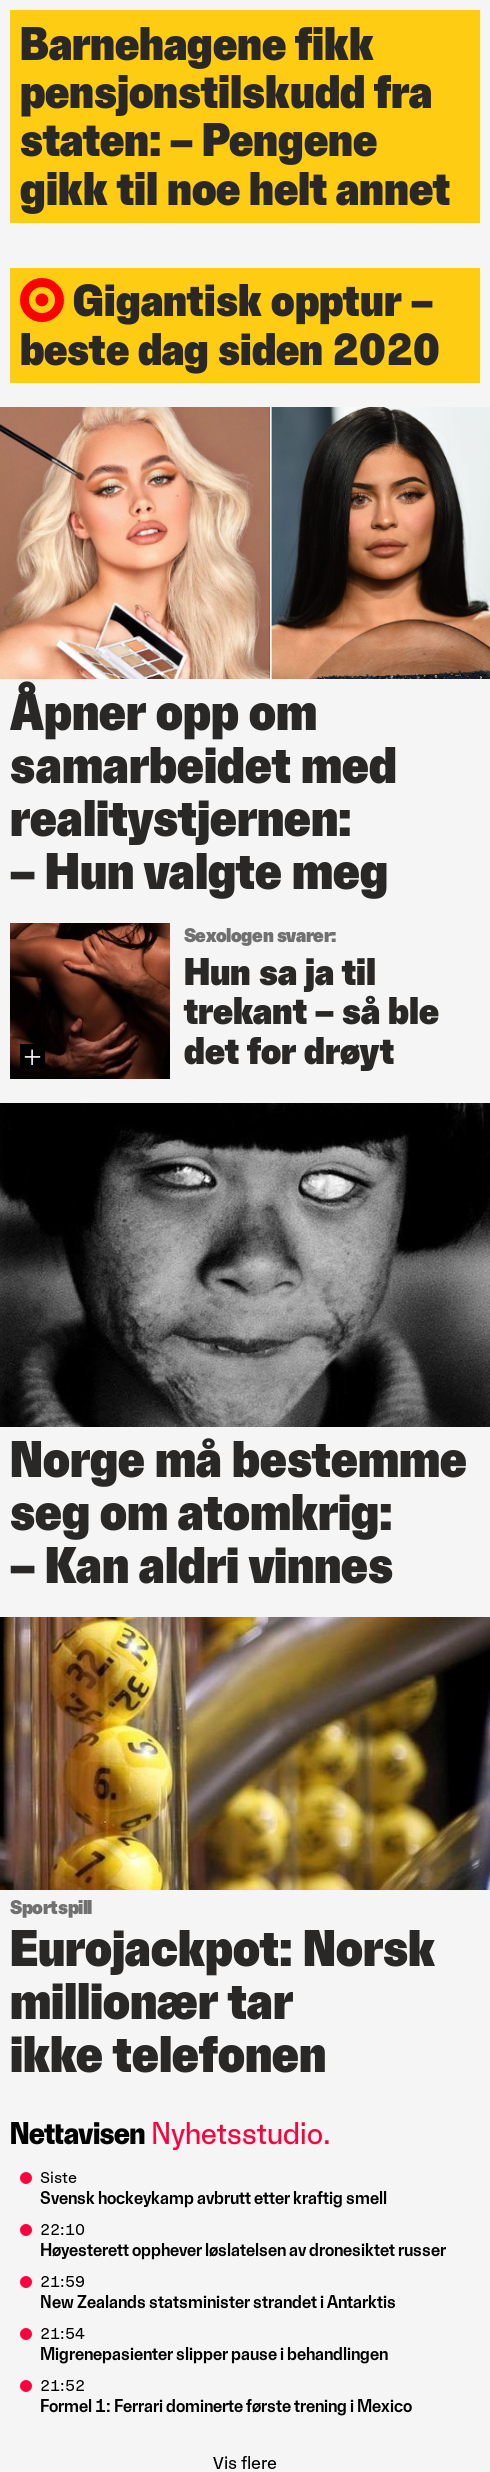 Barnehagene fikk
pensjonstilskudd fra
staten: – Pengene
gikk til noe helt annet
Gigantisk opptur –
beste dag siden 2020
Åpner opp om
samarbeidet med
realitystjernen:
– Hun valgte meg
Sexologen svarer:
Hun sa ja til
trekant – så ble
det for drøyt
Norge må bestemme
seg om atomkrig:
– Kan aldri vinnes
32.
32
32
6.
1.
Sportspill
Eurojackpot: Norsk
millionær tar
ikke telefonen
Nettavisen Nyhetsstudio.
Siste
Svensk hockeykamp avbrutt etter kraftig smell
22:10
Høyesterett opphever løslatelsen av dronesiktet russer
21:59
New Zealands statsminister strandet i Antarktis
21:54
Migrenepasienter slipper pause i behandlingen
21:52
Formel 1: Ferrari dominerte første trening i Mexico
Vis flere